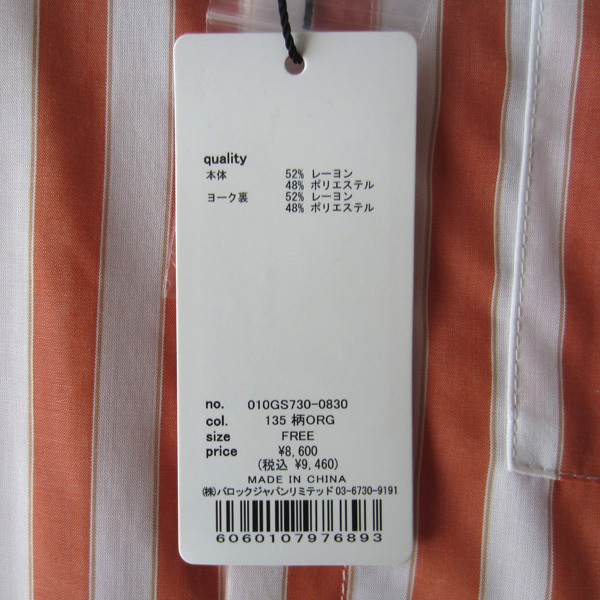 quality
本体 52% レーヨン
48% ポリエステル
ヨーク裏 52% レーヨン
48% ポリエステル
no. 010GS730-0830
col. 135 柄ORG
size FREE
price ¥8,600
(税込 ¥9,460)
MADE IN CHINA
(株)バロックジャパンリミテッド 03-6730-9191
6060107976893